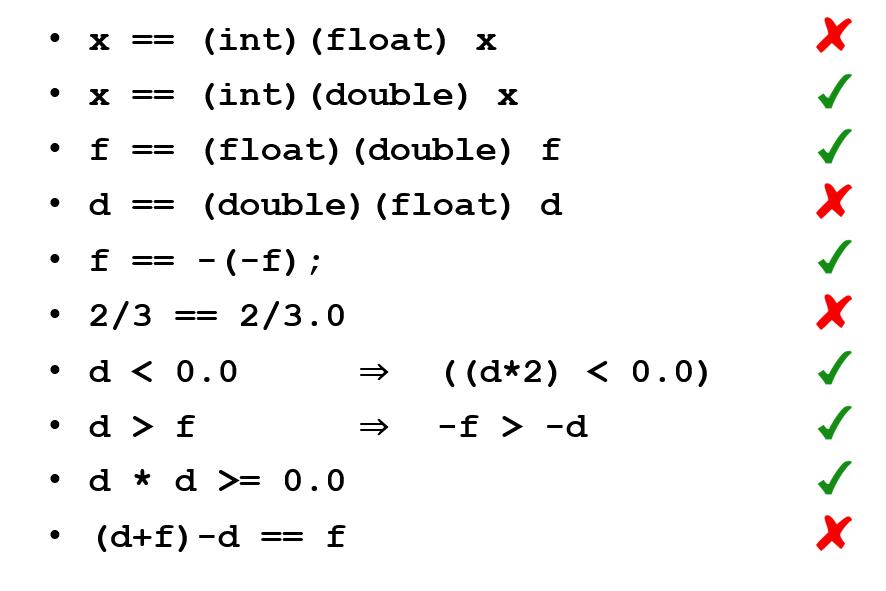 • x == (int)(float) x ✘
• x == (int)(double) x ✓
• f == (float)(double) f ✓
• d == (double)(float) d ✘
• f == -(-f); ✓
• 2/3 == 2/3.0 ✘
• d < 0.0 ⇒ ((d*2) < 0.0) ✓
• d > f ⇒ -f > -d ✓
• d * d >= 0.0 ✓
• (d+f)-d == f ✘